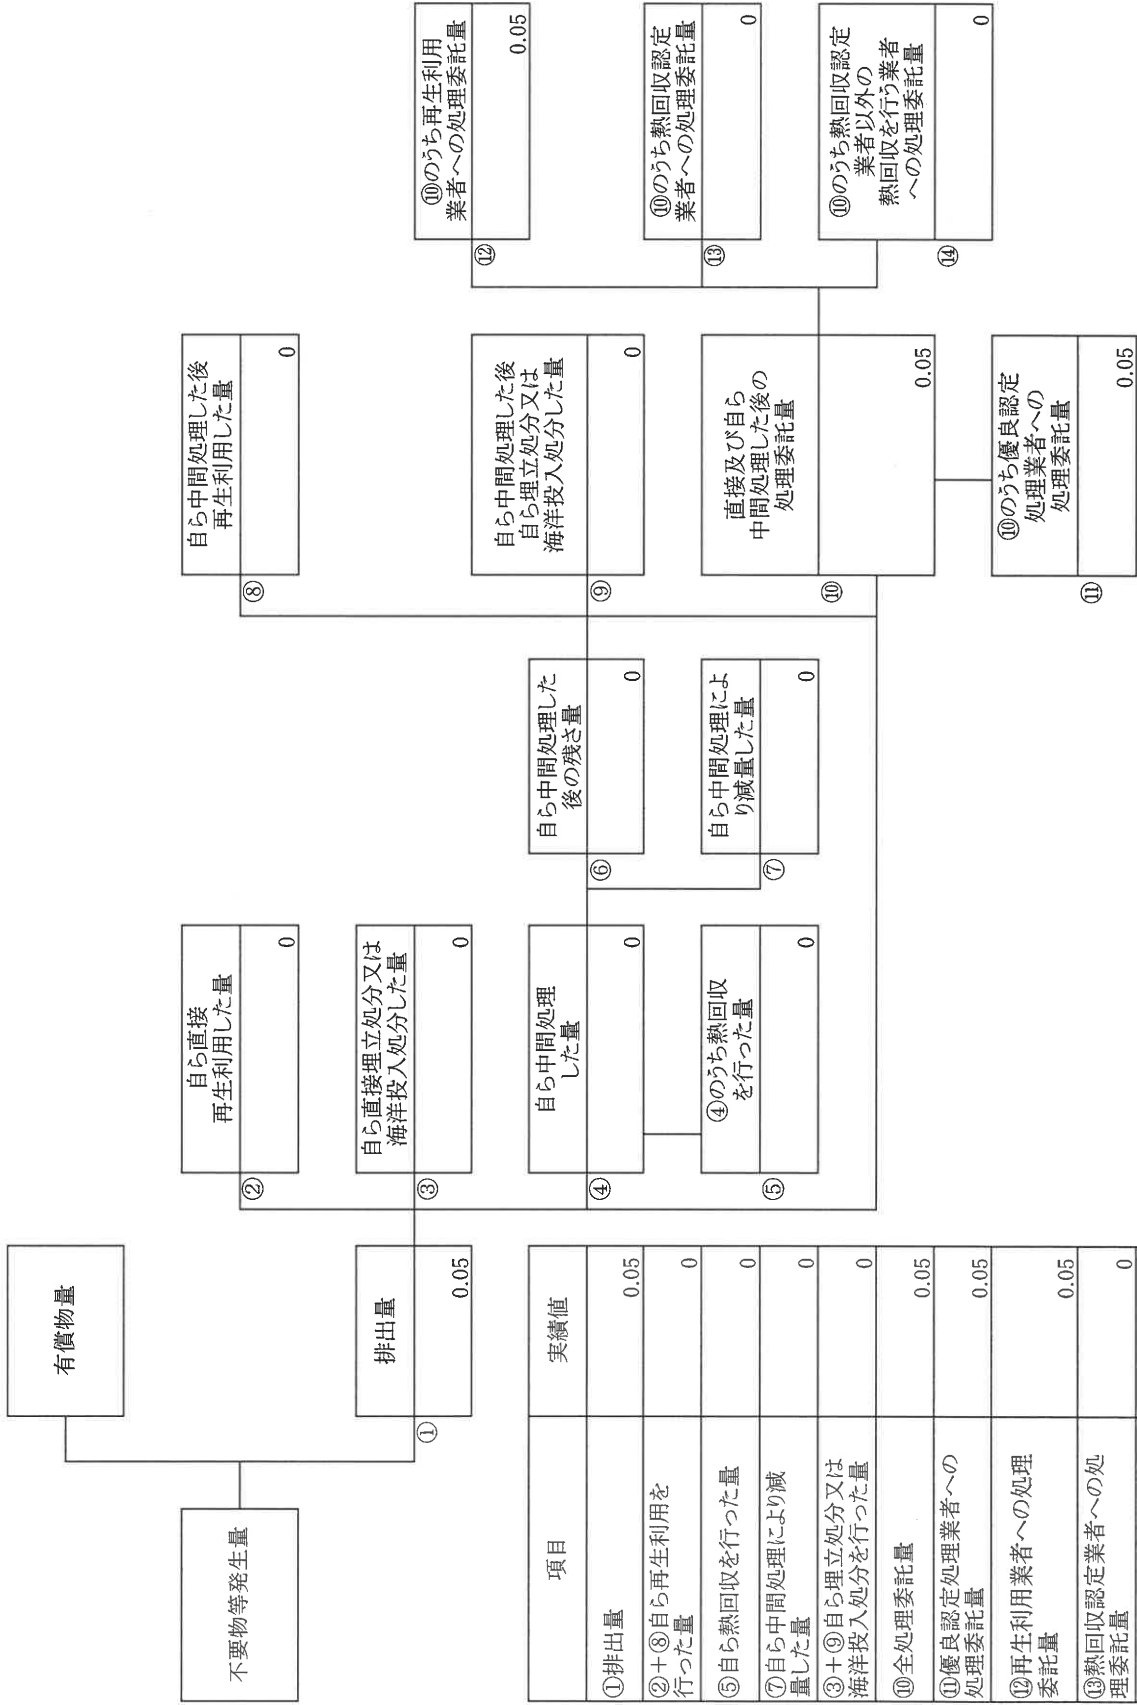 不要物等発生量
有償物量
排出量
①
0.05
自ら直接
再生利用した量
②
0
自ら直接埋立処分又は
海洋投入処分した量
③
0
自ら中間処理
した量
④
0
④のうち熱回収
を行った量
⑤
0
自ら中間処理した
後の残さ量
⑥
0
自ら中間処理によ
り減量した量
⑦
0
自ら中間処理した後
再生利用した量
⑧
0
自ら中間処理した後
自ら埋立処分又は
海洋投入処分した量
⑨
0
直接及び自ら
中間処理した後の
処理委託量
⑩
0.05
⑩のうち優良認定
処理業者への
処理委託量
⑪
0.05
⑩のうち再生利用
業者への処理委託量
⑫
0.05
⑩のうち熱回収認定
業者への処理委託量
⑬
0
⑩のうち熱回収認定
業者以外の
熱回収を行う業者
への処理委託量
⑭
0
項目
実績値
①排出量
0.05
②+⑧自ら再生利用を
行った量
0
⑤自ら熱回収を行った量
0
⑦自ら中間処理により減
量した量
0
③+⑨自ら埋立処分又は
海洋投入処分を行った量
0
⑩全処理委託量
0.05
⑪優良認定処理業者への
処理委託量
0.05
⑫再生利用業者への処理
委託量
0.05
⑬熱回収認定業者への処
理委託量
0